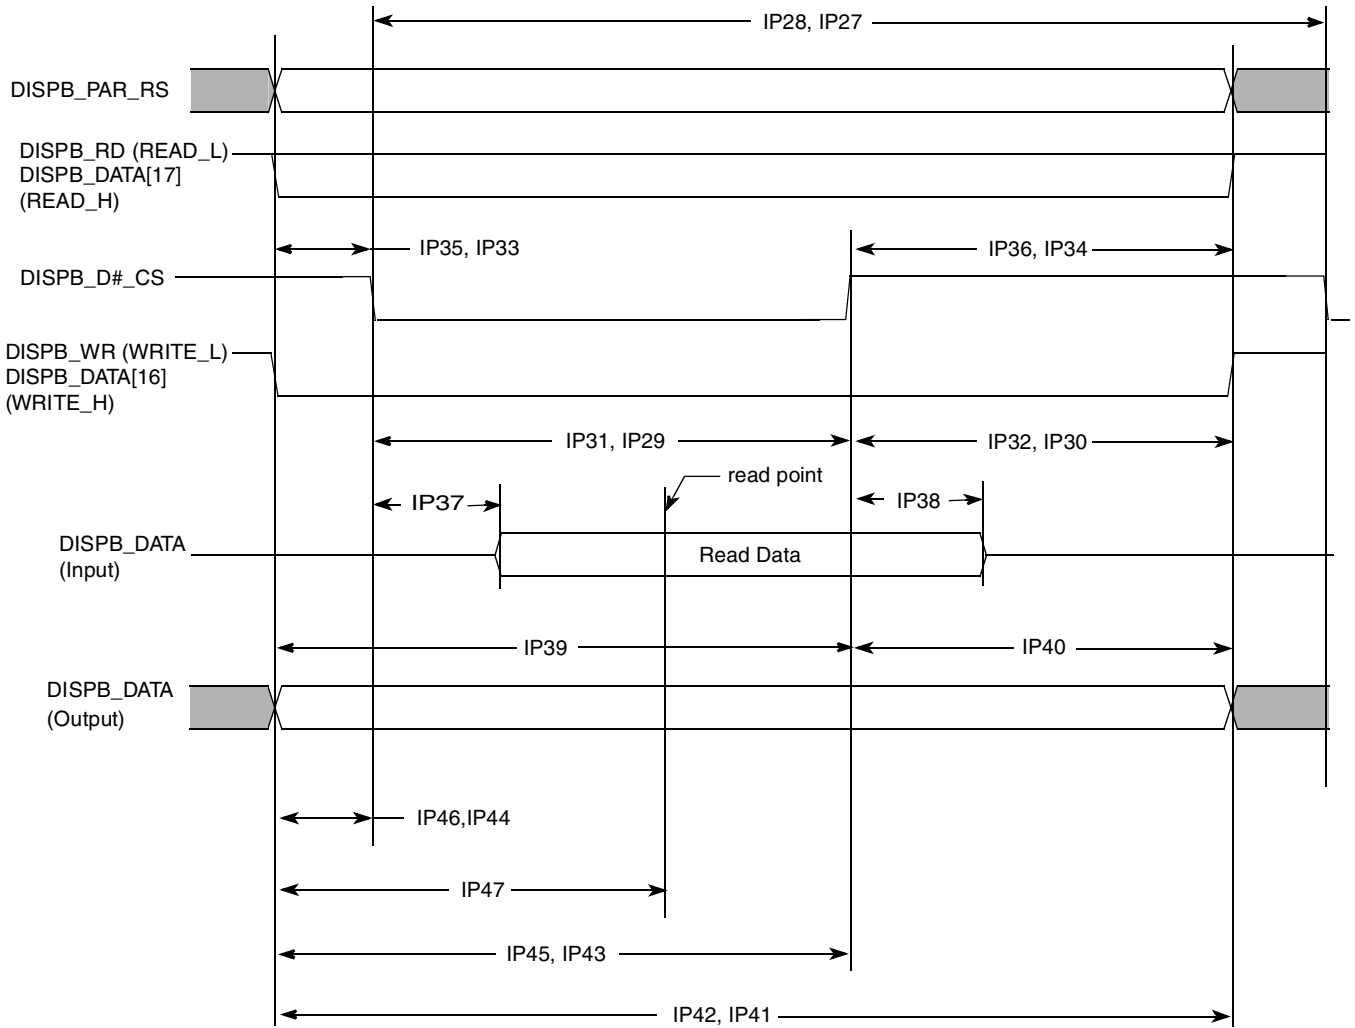 IP28, IP27
DISPB_PAR_RS
DISPB_RD (READ_L)
DISPB_DATA[17]
(READ_H)
IP35, IP33
IP36, IP34
DISPB_D#_CS
DISPB_WR (WRITE_L)
DISPB_DATA[16]
(WRITE_H)
IP31, IP29
IP32, IP30
read point
IP37
IP38
DISPB_DATA
(Input)
Read Data
IP39
IP40
DISPB_DATA
(Output)
IP46,IP44
IP47
IP45, IP43
IP42, IP41